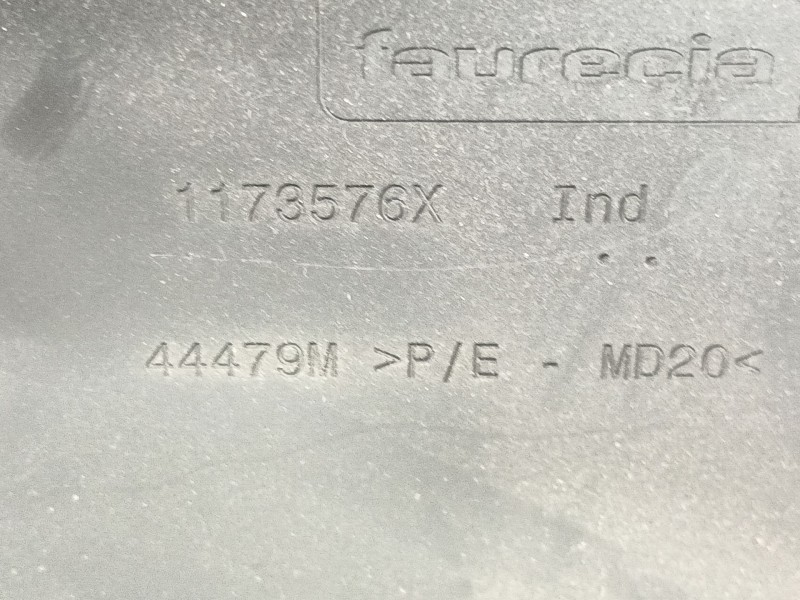 faurecia
1173576X Ind
44479M >P/E - MD20<